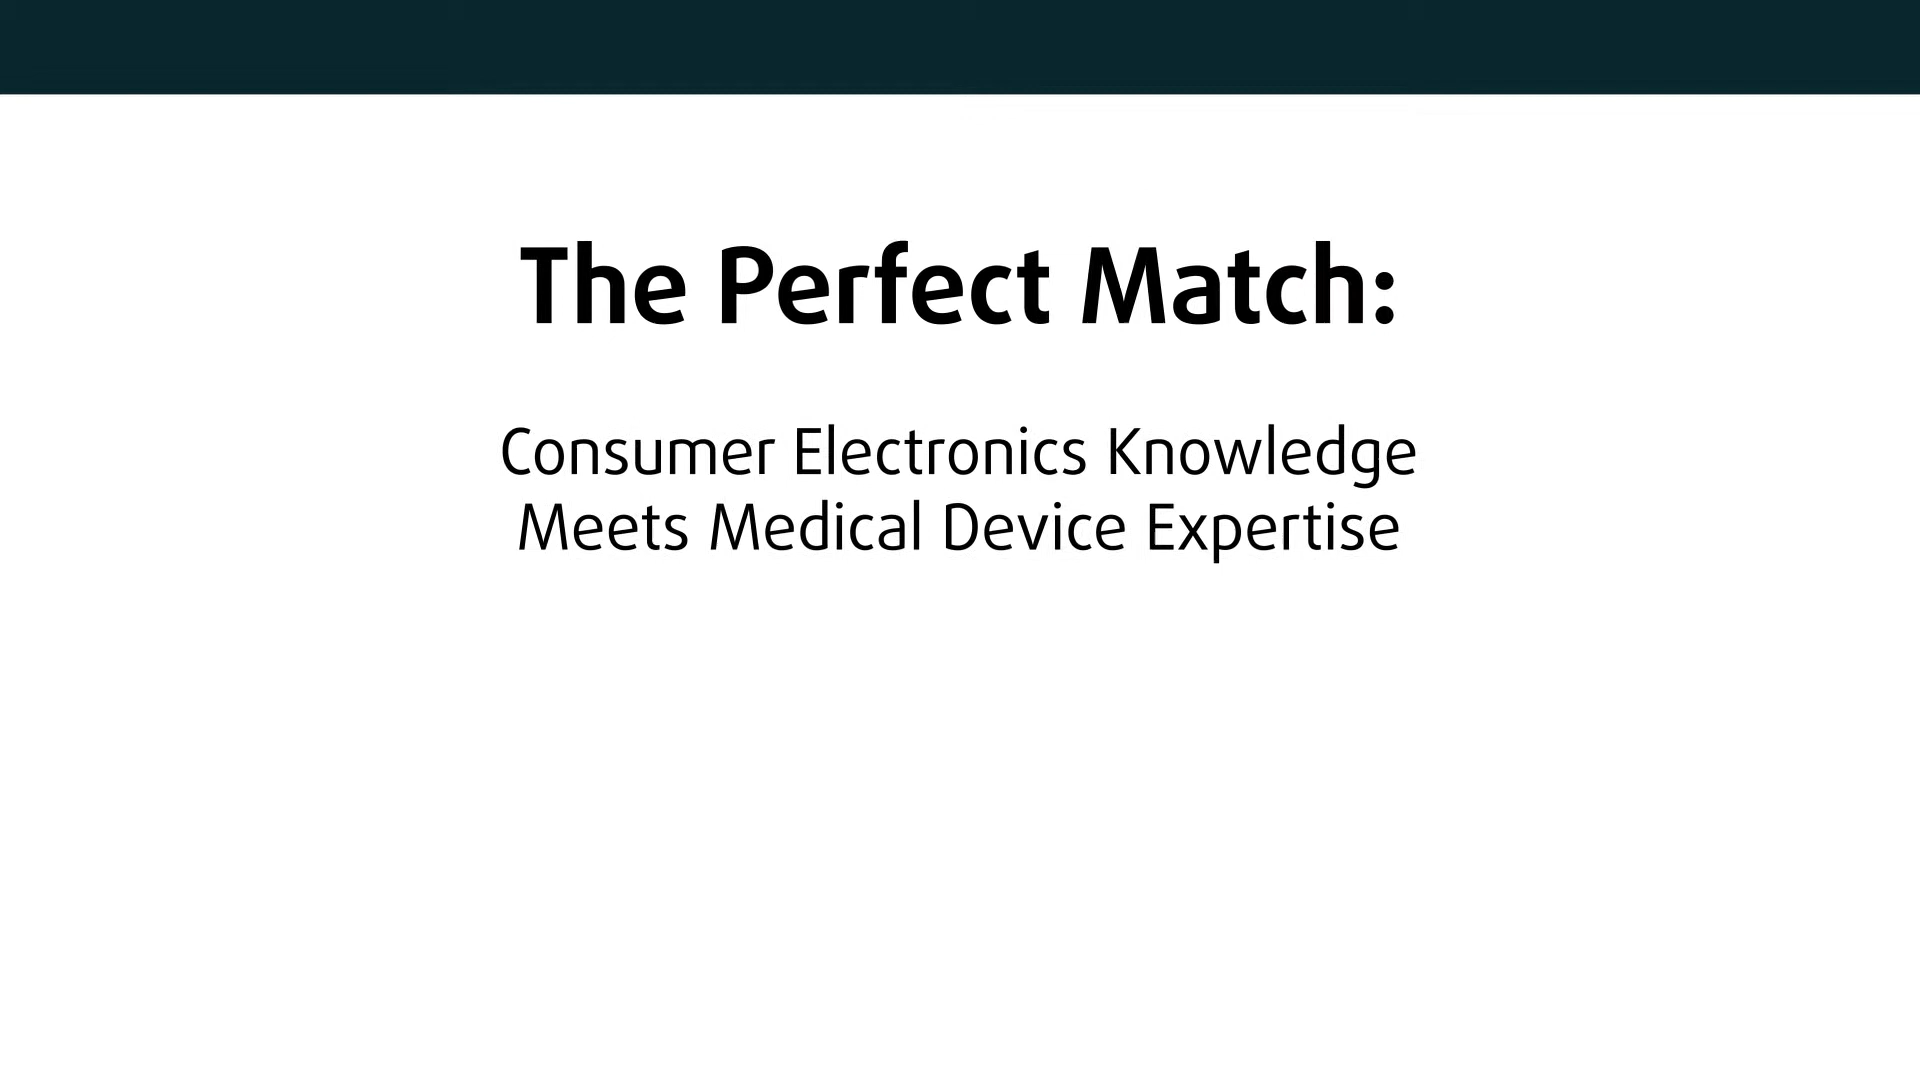 The Perfect Match:
Consumer Electronics Knowledge
Meets Medical Device Expertise